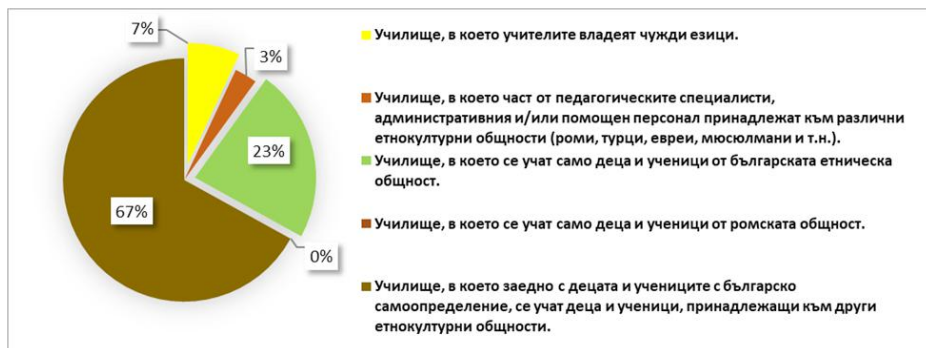 7%
3%
23%
67%
0%
Училище, в което учителите владеят чужди езици.
Училище, в което част от педагогическите специалисти,
административния и/или помощен персонал принадлежат към различни
етнокултурни общности (роми, турци, евреи, мюсюлмани и т.н.).
Училище, в което се учат само деца и ученици от българската етническа
общност.
Училище, в което се учат само деца и ученици от ромската общност.
Училище, в което заедно с децата и учениците с българско
самоопределение, се учат деца и ученици, принадлежащи към други
етнокултурни общности.